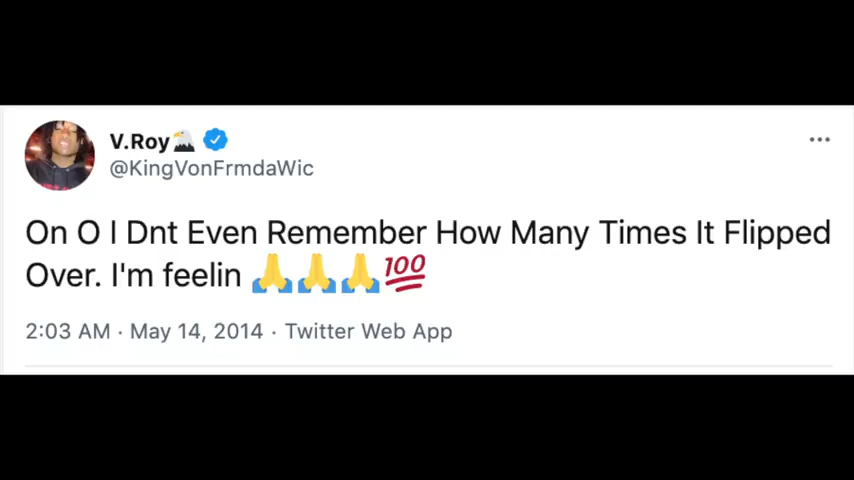 V.Roy🦅
@KingVonFrmdaWic
On O I Dnt Even Remember How Many Times It Flipped
Over. I'm feelin 🙏🙏🙏💯
2:03 AM · May 14, 2014 · Twitter Web App